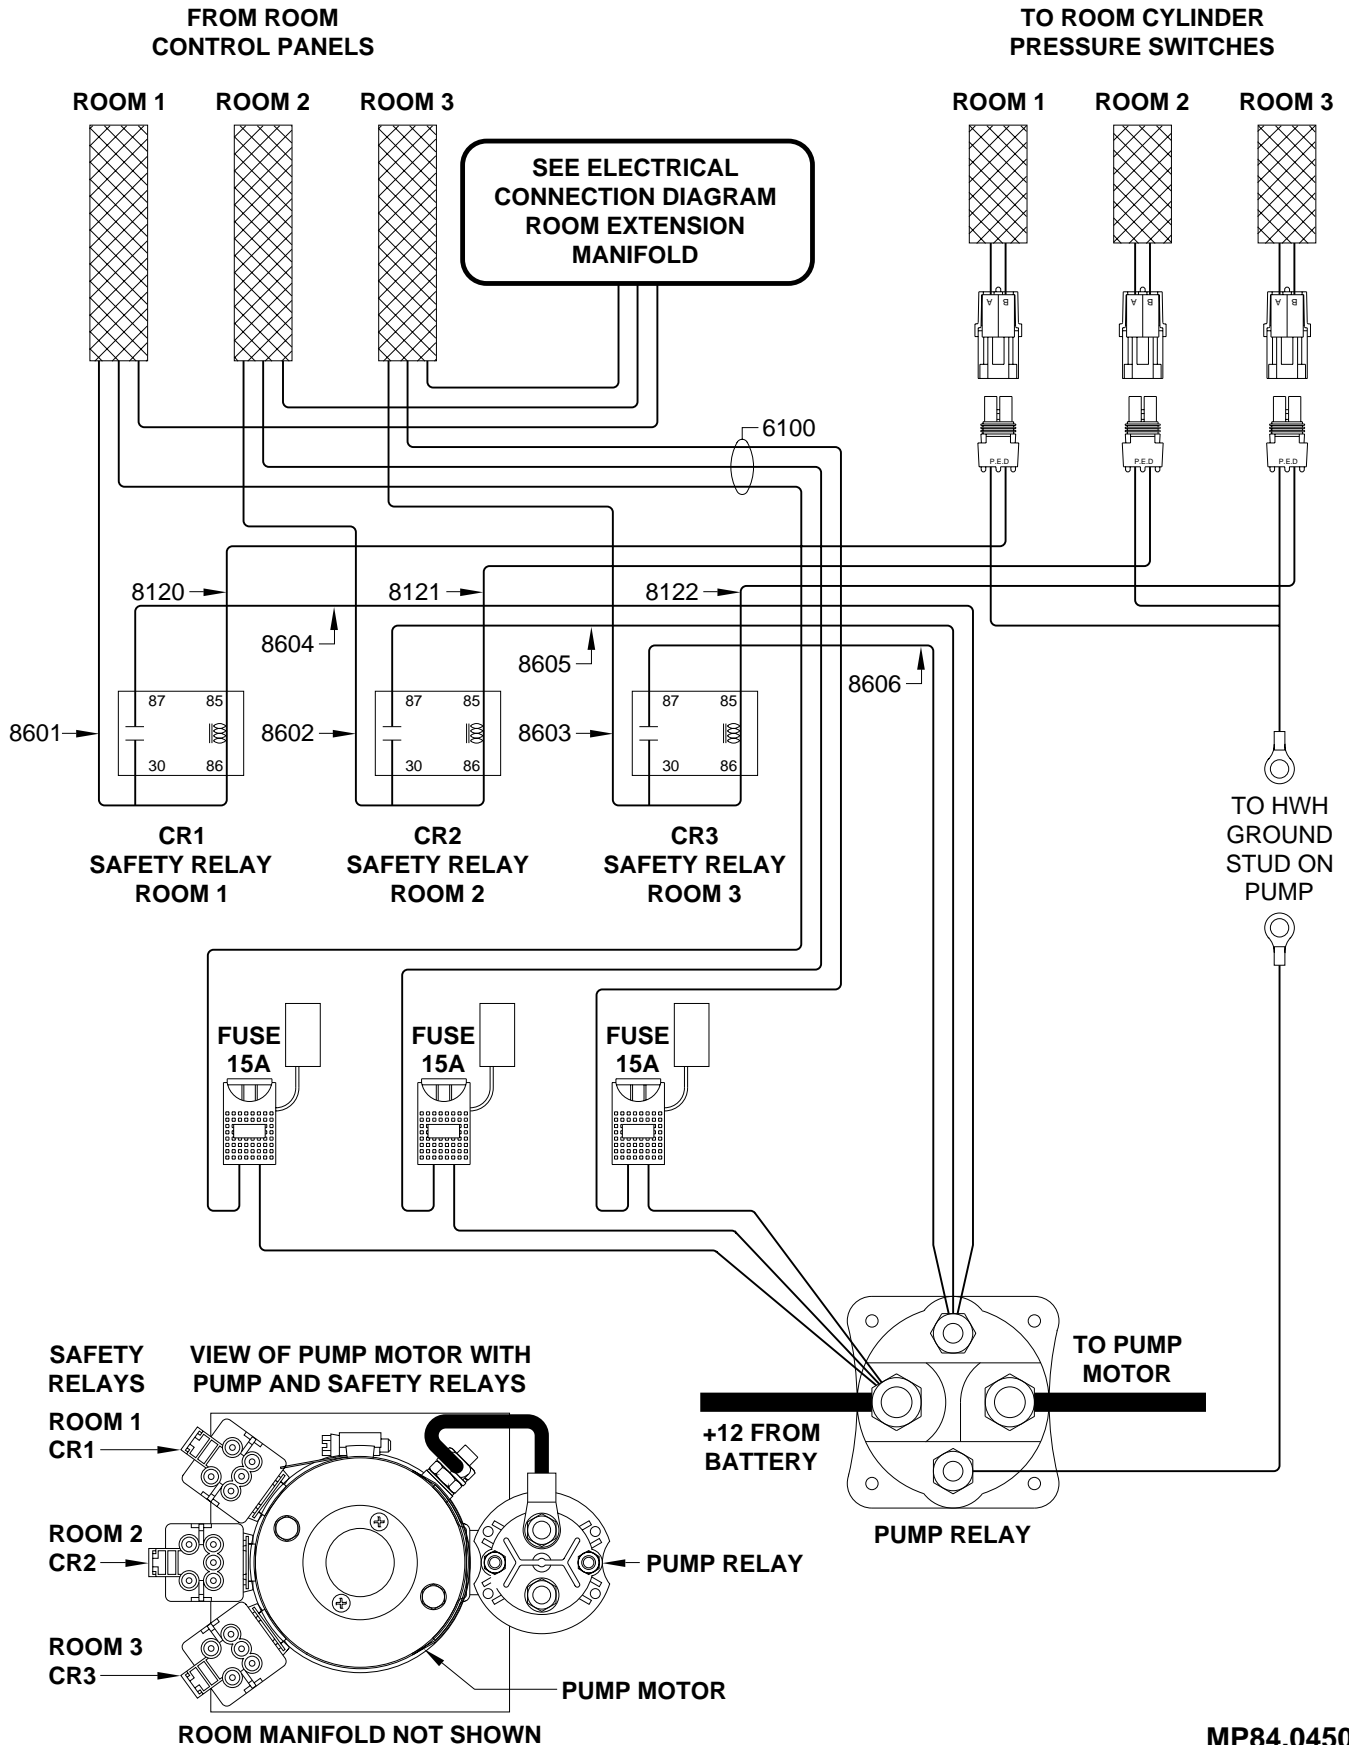 FROM ROOM
CONTROL PANELS
TO ROOM CYLINDER
PRESSURE SWITCHES
ROOM 1
ROOM 2
ROOM 3
ROOM 1
ROOM 2
ROOM 3
SEE ELECTRICAL
CONNECTION DIAGRAM
ROOM EXTENSION
MANIFOLD
A B
A B
A B
6100
P.E.D
P.E.D
P.E.D
8120
8121
8122
8604
8605
8606
87 85
87 85
87 85
8601
8602
8603
30 86
30 86
30 86
CR1
SAFETY RELAY
ROOM 1
CR2
SAFETY RELAY
ROOM 2
CR3
SAFETY RELAY
ROOM 3
TO HWH
GROUND
STUD ON
PUMP
FUSE
15A
FUSE
15A
FUSE
15A
TO PUMP
MOTOR
+12 FROM
BATTERY
PUMP RELAY
SAFETY
RELAYS
VIEW OF PUMP MOTOR WITH
PUMP AND SAFETY RELAYS
ROOM 1
CR1
ROOM 2
CR2
PUMP RELAY
ROOM 3
CR3
PUMP MOTOR
ROOM MANIFOLD NOT SHOWN
MP84.0450